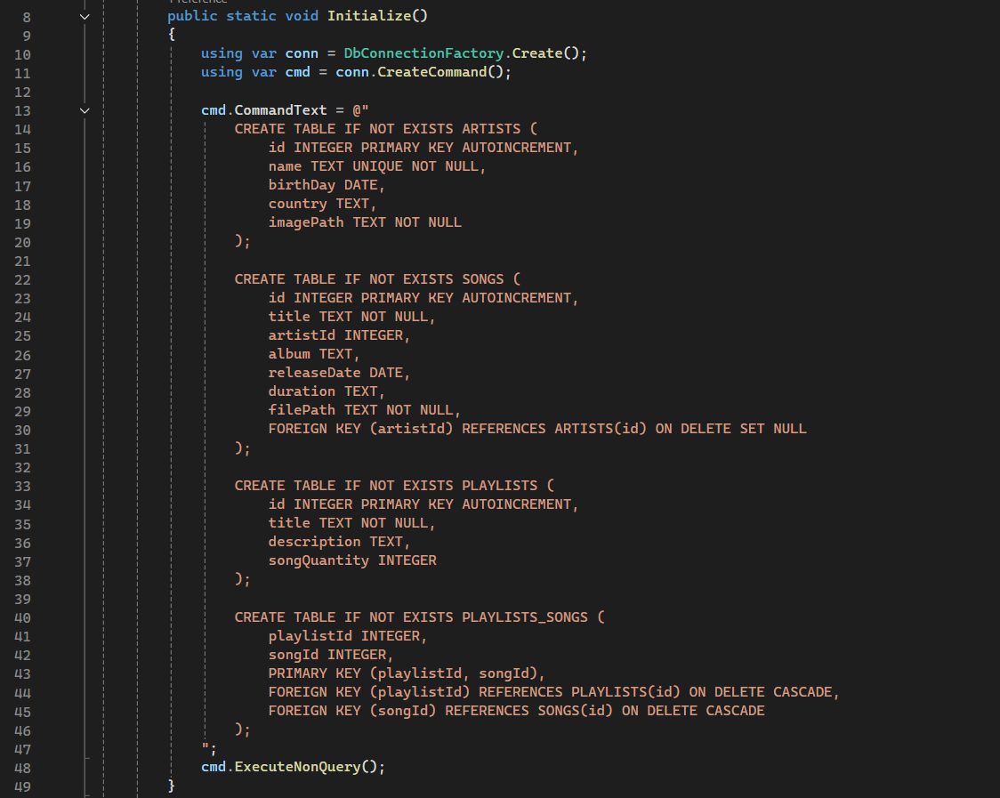 1 reference
8 public static void Initialize()
9 {
10 using var conn = DbConnectionFactory.Create();
11 using var cmd = conn.CreateCommand();
12
13 cmd.CommandText = @"
14 CREATE TABLE IF NOT EXISTS ARTISTS (
15 id INTEGER PRIMARY KEY AUTOINCREMENT,
16 name TEXT UNIQUE NOT NULL,
17 birthDay DATE,
18 country TEXT,
19 imagePath TEXT NOT NULL
20 );
21
22 CREATE TABLE IF NOT EXISTS SONGS (
23 id INTEGER PRIMARY KEY AUTOINCREMENT,
24 title TEXT NOT NULL,
25 artistId INTEGER,
26 album TEXT,
27 releaseDate DATE,
28 duration TEXT,
29 filePath TEXT NOT NULL,
30 FOREIGN KEY (artistId) REFERENCES ARTISTS(id) ON DELETE SET NULL
31 );
32
33 CREATE TABLE IF NOT EXISTS PLAYLISTS (
34 id INTEGER PRIMARY KEY AUTOINCREMENT,
35 title TEXT NOT NULL,
36 description TEXT,
37 songQuantity INTEGER
38 );
39
40 CREATE TABLE IF NOT EXISTS PLAYLISTS_SONGS (
41 playlistId INTEGER,
42 songId INTEGER,
43 PRIMARY KEY (playlistId, songId),
44 FOREIGN KEY (playlistId) REFERENCES PLAYLISTS(id) ON DELETE CASCADE,
45 FOREIGN KEY (songId) REFERENCES SONGS(id) ON DELETE CASCADE
46 );
47 ";
48 cmd.ExecuteNonQuery();
49 }